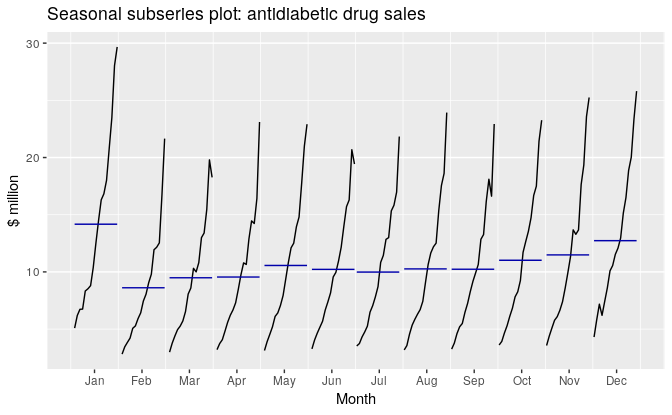 Seasonal subseries plot: antidiabetic drug sales
30
20
10
$ million
Jan Feb Mar Apr May Jun Jul Aug Sep Oct Nov Dec
Month